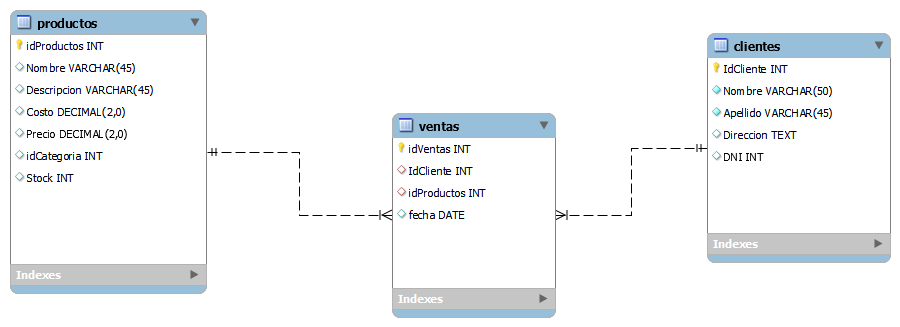 productos
idProductos INT
Nombre VARCHAR(45)
Descripcion VARCHAR(45)
Costo DECIMAL(2,0)
Precio DECIMAL(2,0)
idCategoria INT
Stock INT
Indexes
ventas
idVentas INT
IdCliente INT
idProductos INT
fecha DATE
Indexes
clientes
IdCliente INT
Nombre VARCHAR(50)
Apellido VARCHAR(45)
Direccion TEXT
DNI INT
Indexes